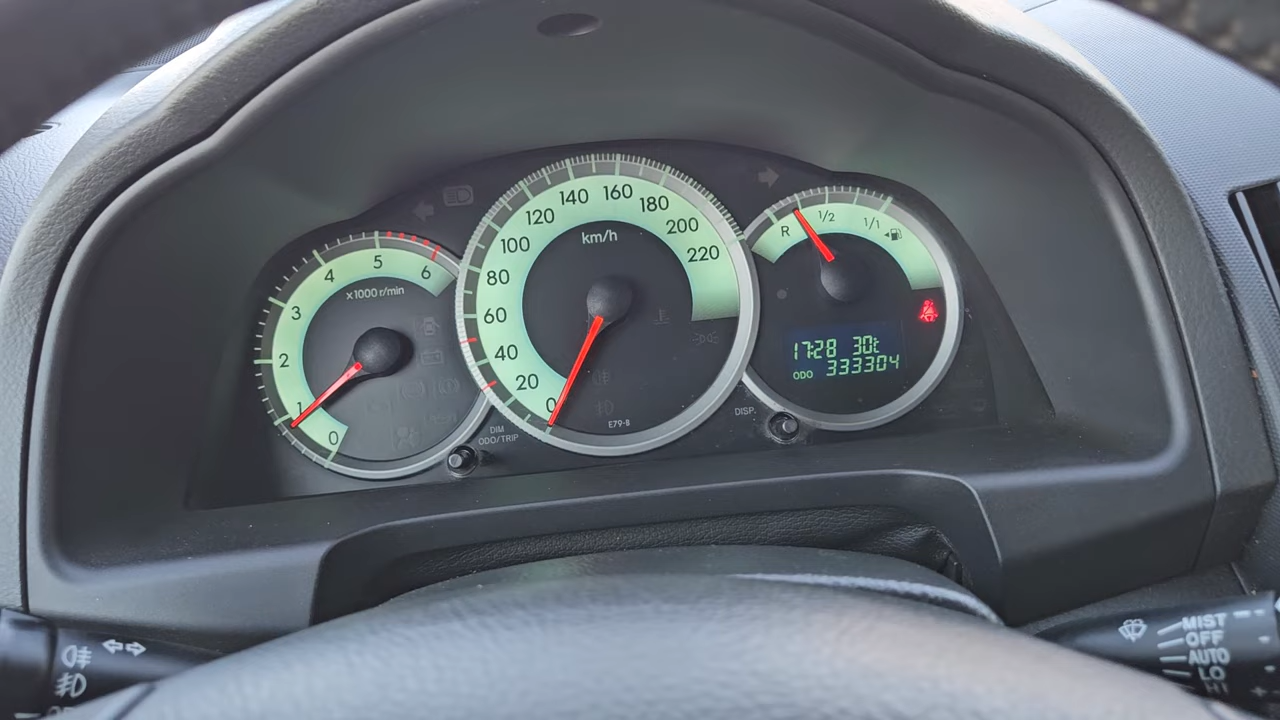 0
1
2
3
4
5
6
x1000 r/min
0
20
40
60
80
100
120
140
160
180
200
220
km/h
E79-8
DIM
ODO/TRIP
DISP.
R
1/2
1/1
17:28 30t
ODO 333304
MIST
OFF
AUTO
LO
HI